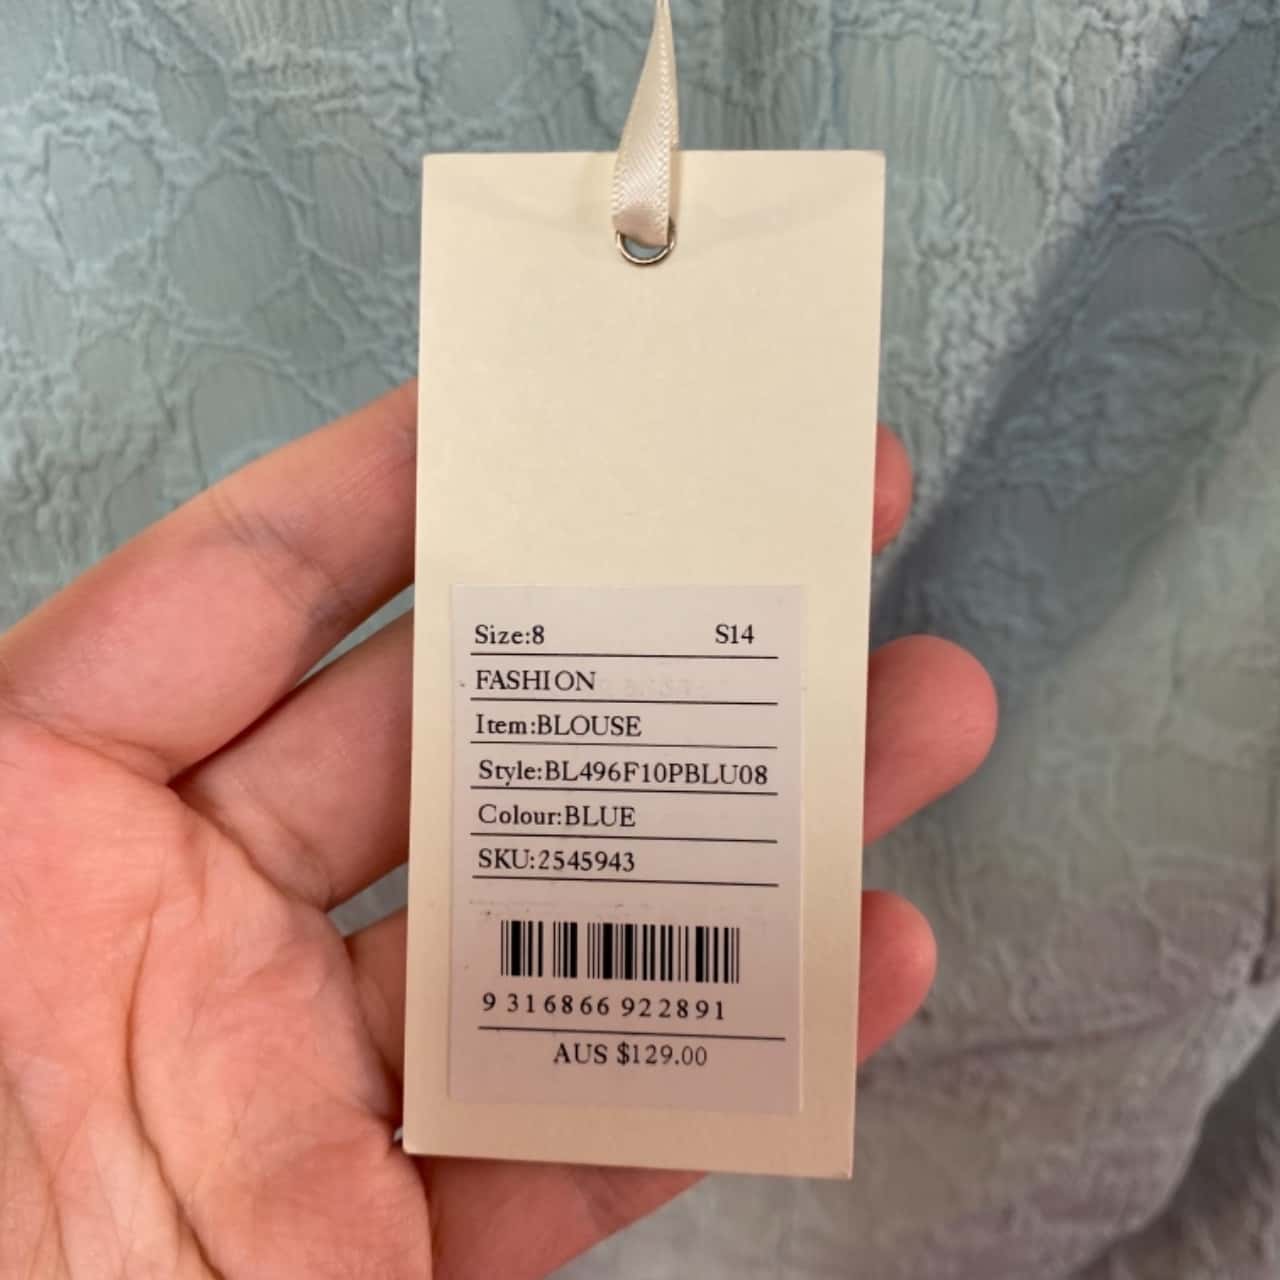 Size:8 S14
FASHION
Item:BLOUSE
Style:BL496F10PBLU08
Colour:BLUE
SKU:2545943
9 316866 922891
AUS $129.00